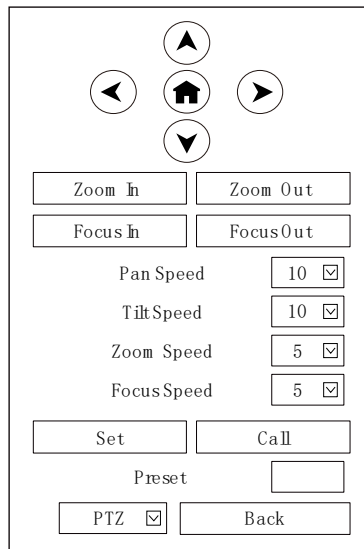 Zoom In Zoom Out
Focus In Focus Out
Pan Speed 10
Tilt Speed 10
Zoom Speed 5
Focus Speed 5
Set Call
Preset
PTZ Back